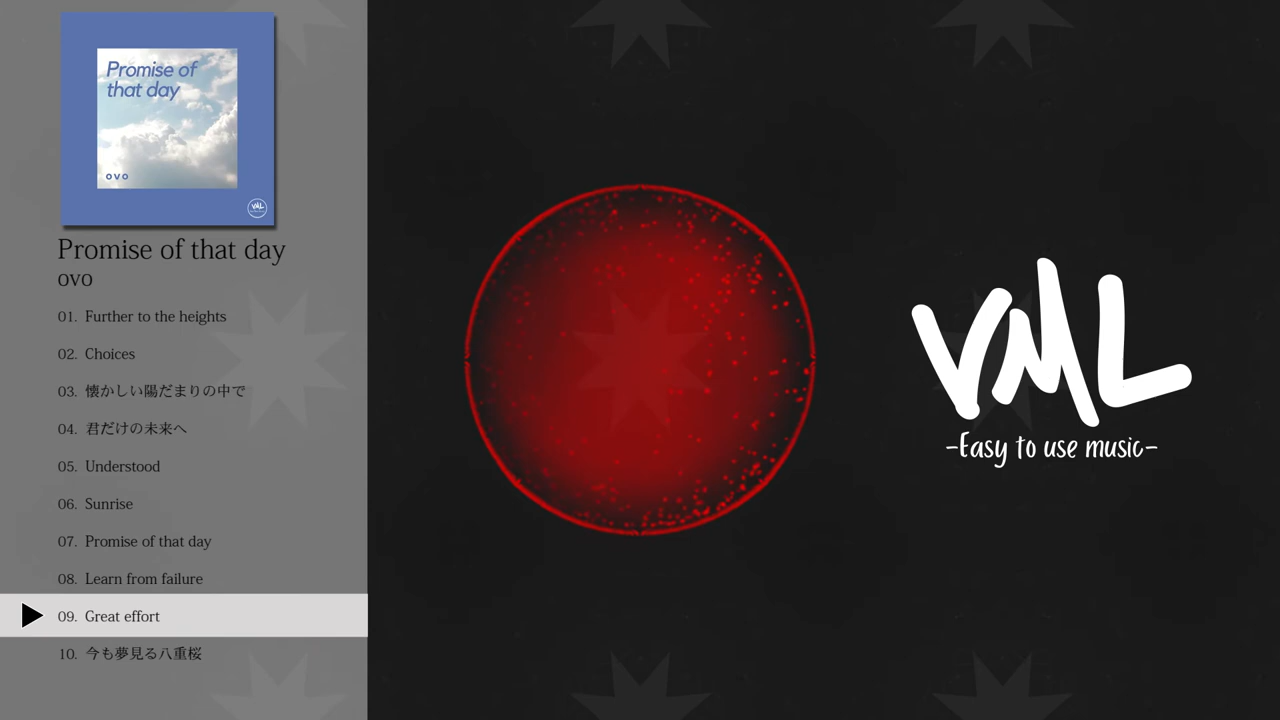 Promise of
that day
ovo
VML
Promise of that day
ovo
01. Further to the heights
02. Choices
03. 懐かしい陽だまりの中で
04. 君だけの未来へ
05. Understood
06. Sunrise
07. Promise of that day
08. Learn from failure
09. Great effort
10. 今も夢見る八重桜
VML
-Easy to use music-